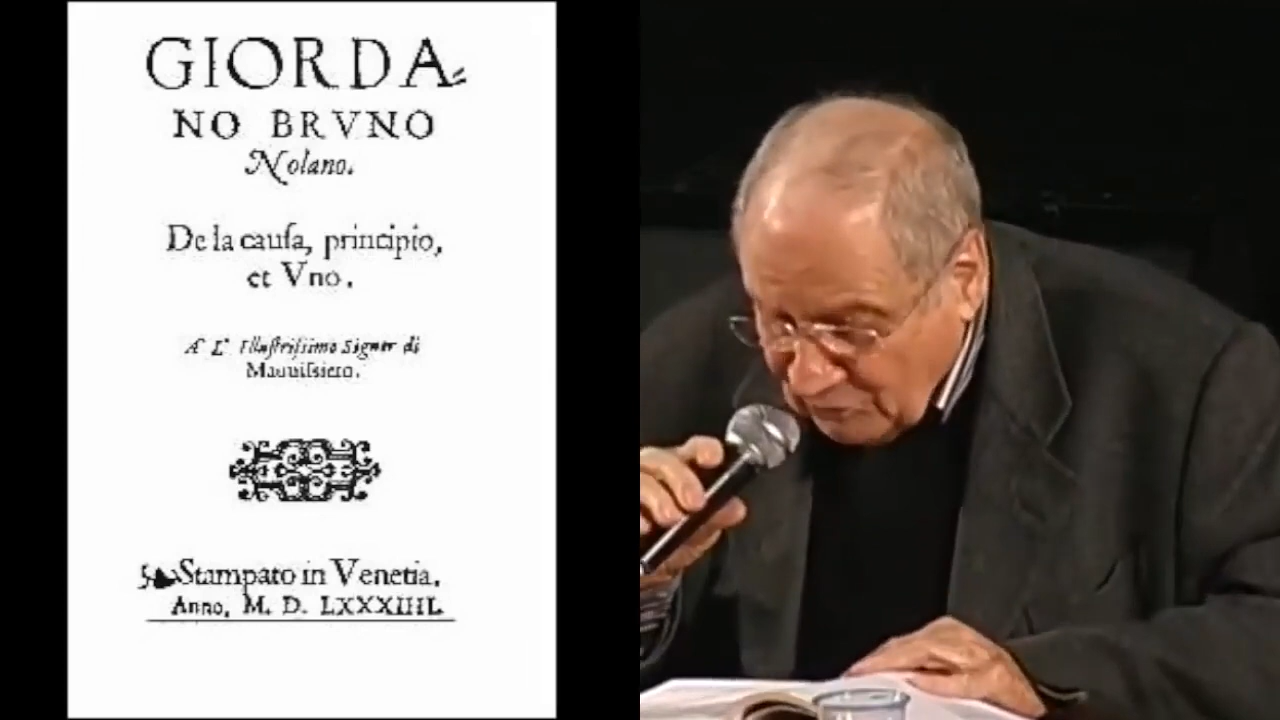 GIORDA-
NO BRVNO
Nolano.
De la cauſa, principio,
et Vno.
A L' Illuſtriſsimo Signor di
Mauuiſsiero.
Stampato in Venetia.
Anno. M. D. LXXXIIII.